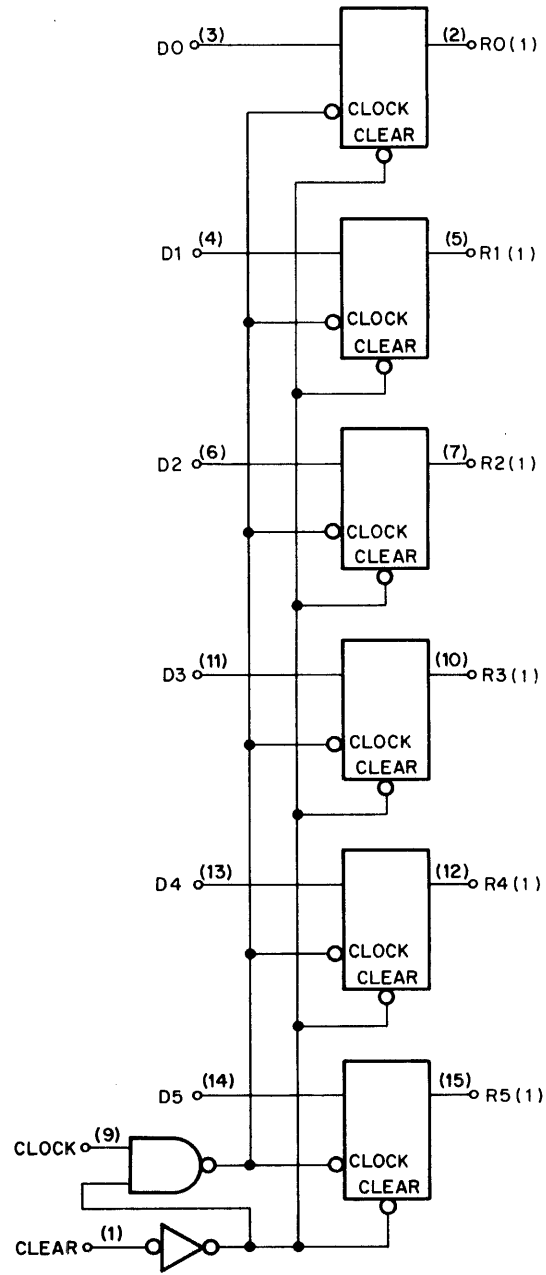 D0 (3) (2) R0(1)
CLOCK
CLEAR
D1 (4) (5) R1(1)
CLOCK
CLEAR
D2 (6) (7) R2(1)
CLOCK
CLEAR
D3 (11) (10) R3(1)
CLOCK
CLEAR
D4 (13) (12) R4(1)
CLOCK
CLEAR
D5 (14) (15) R5(1)
CLOCK (9)
CLOCK
CLEAR
CLEAR (1)